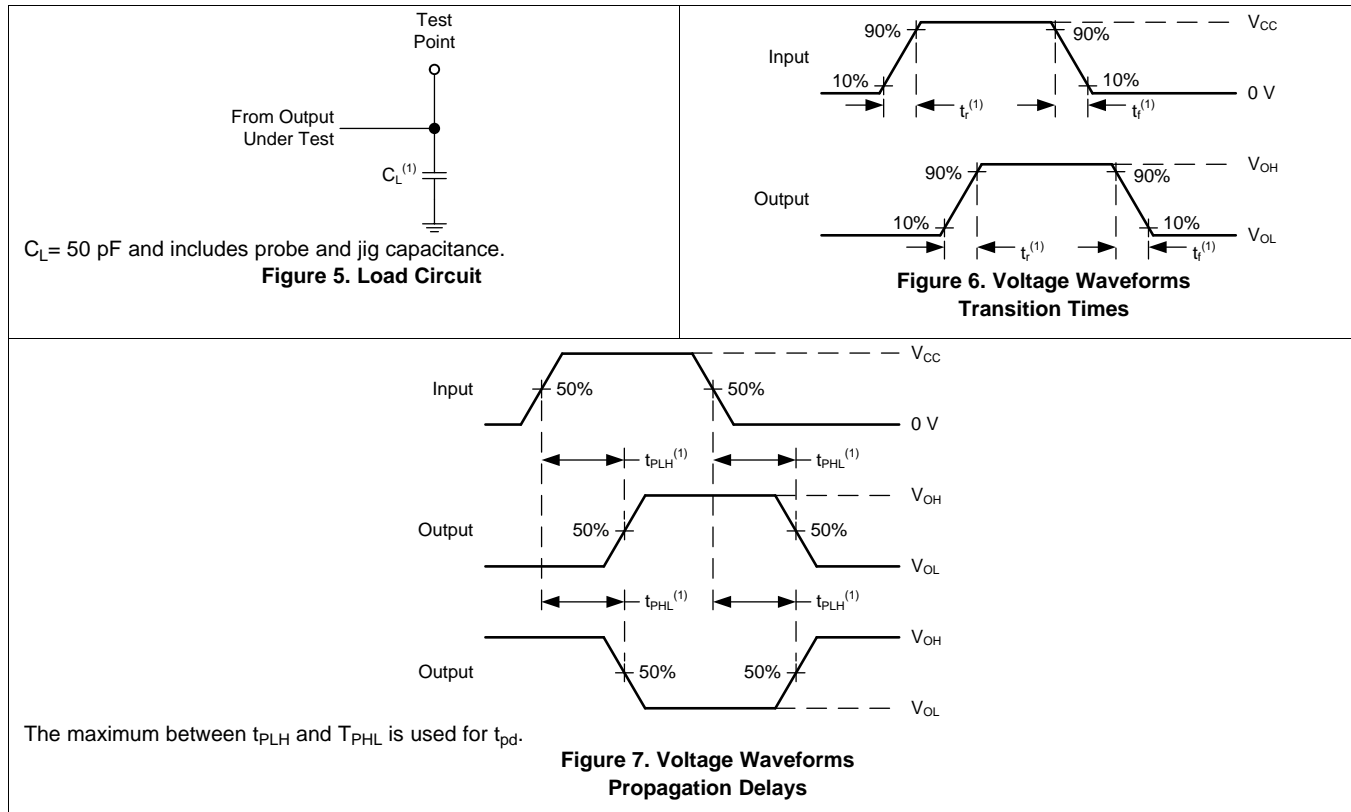 Test
Point
From Output
Under Test
C_L^(1)
C_L= 50 pF and includes probe and jig capacitance.
Figure 5. Load Circuit
V_CC
90%
90%
Input
10%
10%
0 V
t_r^(1)
t_f^(1)
V_OH
90%
90%
Output
10%
10%
V_OL
t_r^(1)
t_f^(1)
Figure 6. Voltage Waveforms
Transition Times
V_CC
Input
50%
50%
0 V
t_PLH^(1)
t_PHL^(1)
V_OH
Output
50%
50%
V_OL
t_PHL^(1)
t_PLH^(1)
V_OH
Output
50%
50%
V_OL
The maximum between t_PLH and T_PHL is used for t_pd.
Figure 7. Voltage Waveforms
Propagation Delays